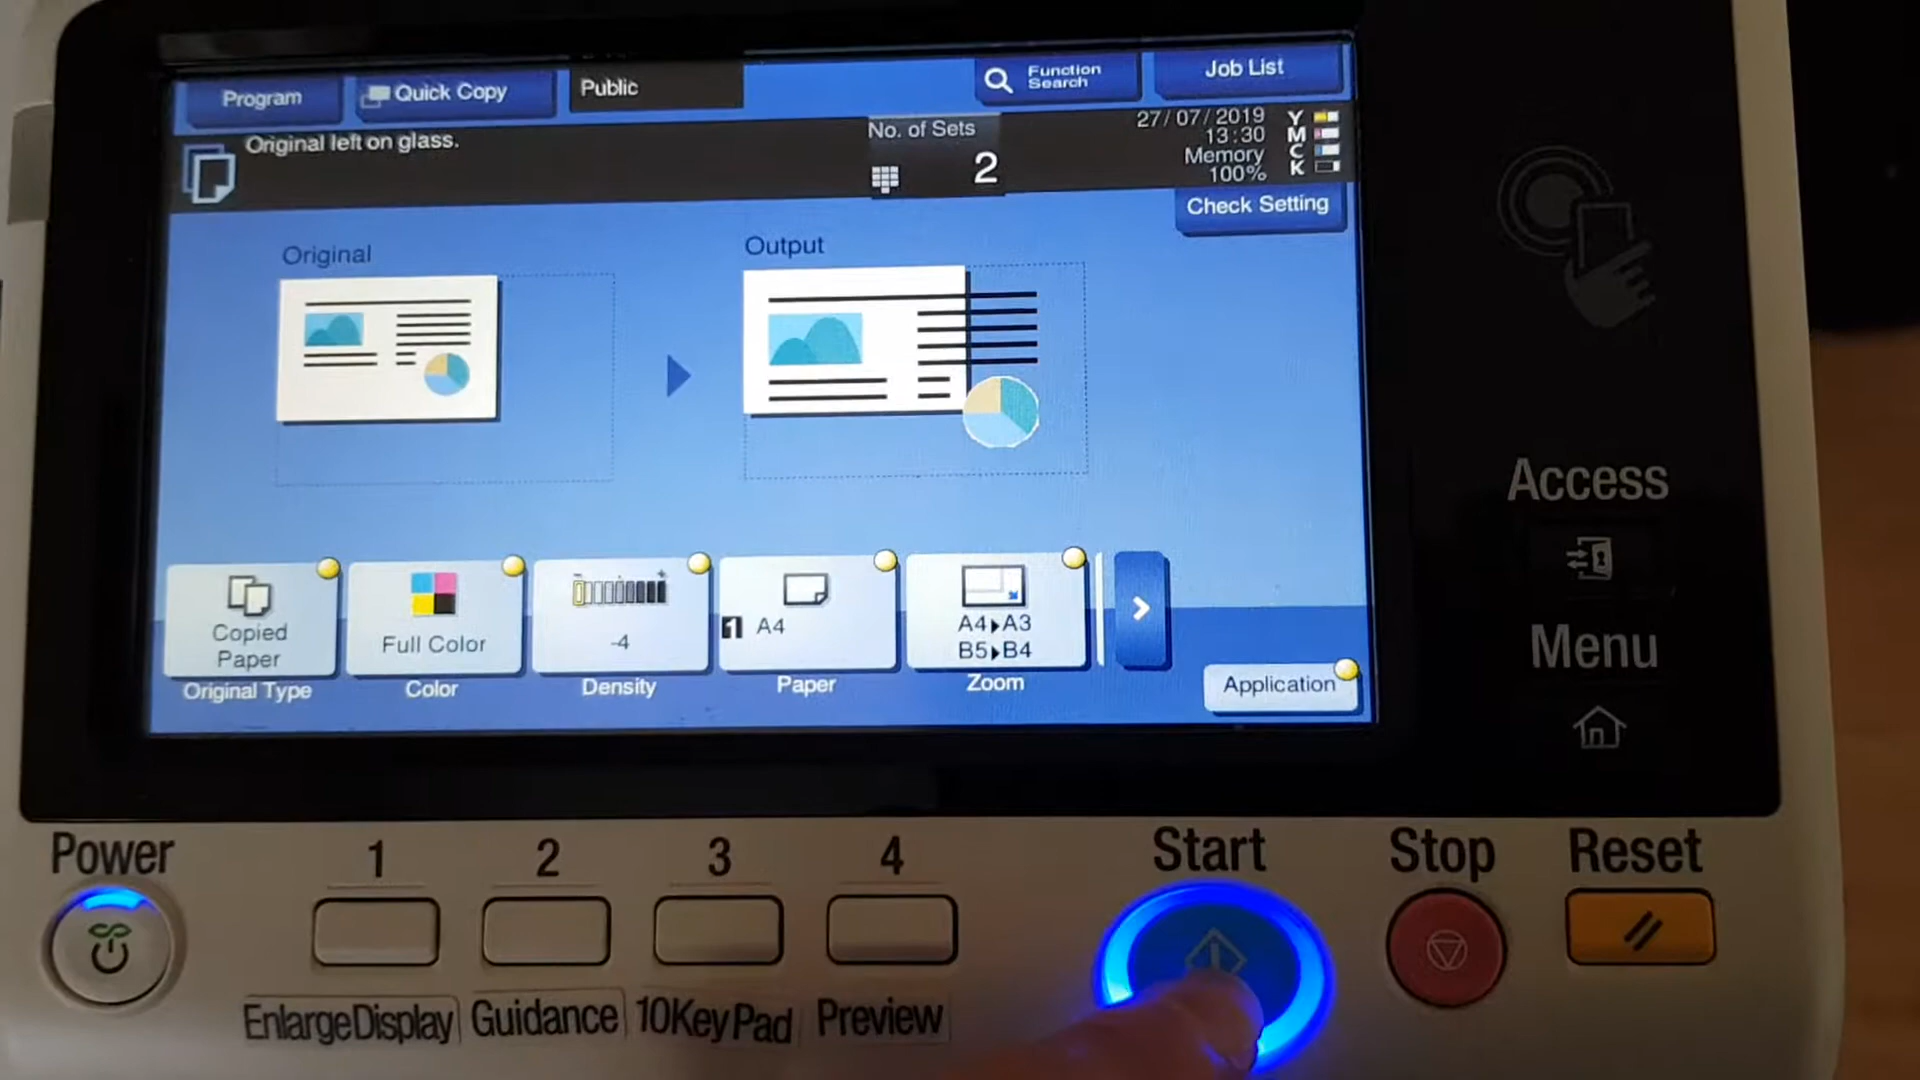 Program
Quick Copy
Public
Function
Search
Job List
Original left on glass.
No. of Sets
2
27/07/2019
13:30
Memory
100%
Y
M
C
K
Check Setting
Original
Output
Copied
Paper
Original Type
Full Color
Color
-4
Density
1 A4
Paper
A4▸A3
B5▸B4
Zoom
Application
Access
Menu
Power
1
2
3
4
Start
Stop
Reset
EnlargeDisplay
Guidance
10KeyPad
Preview